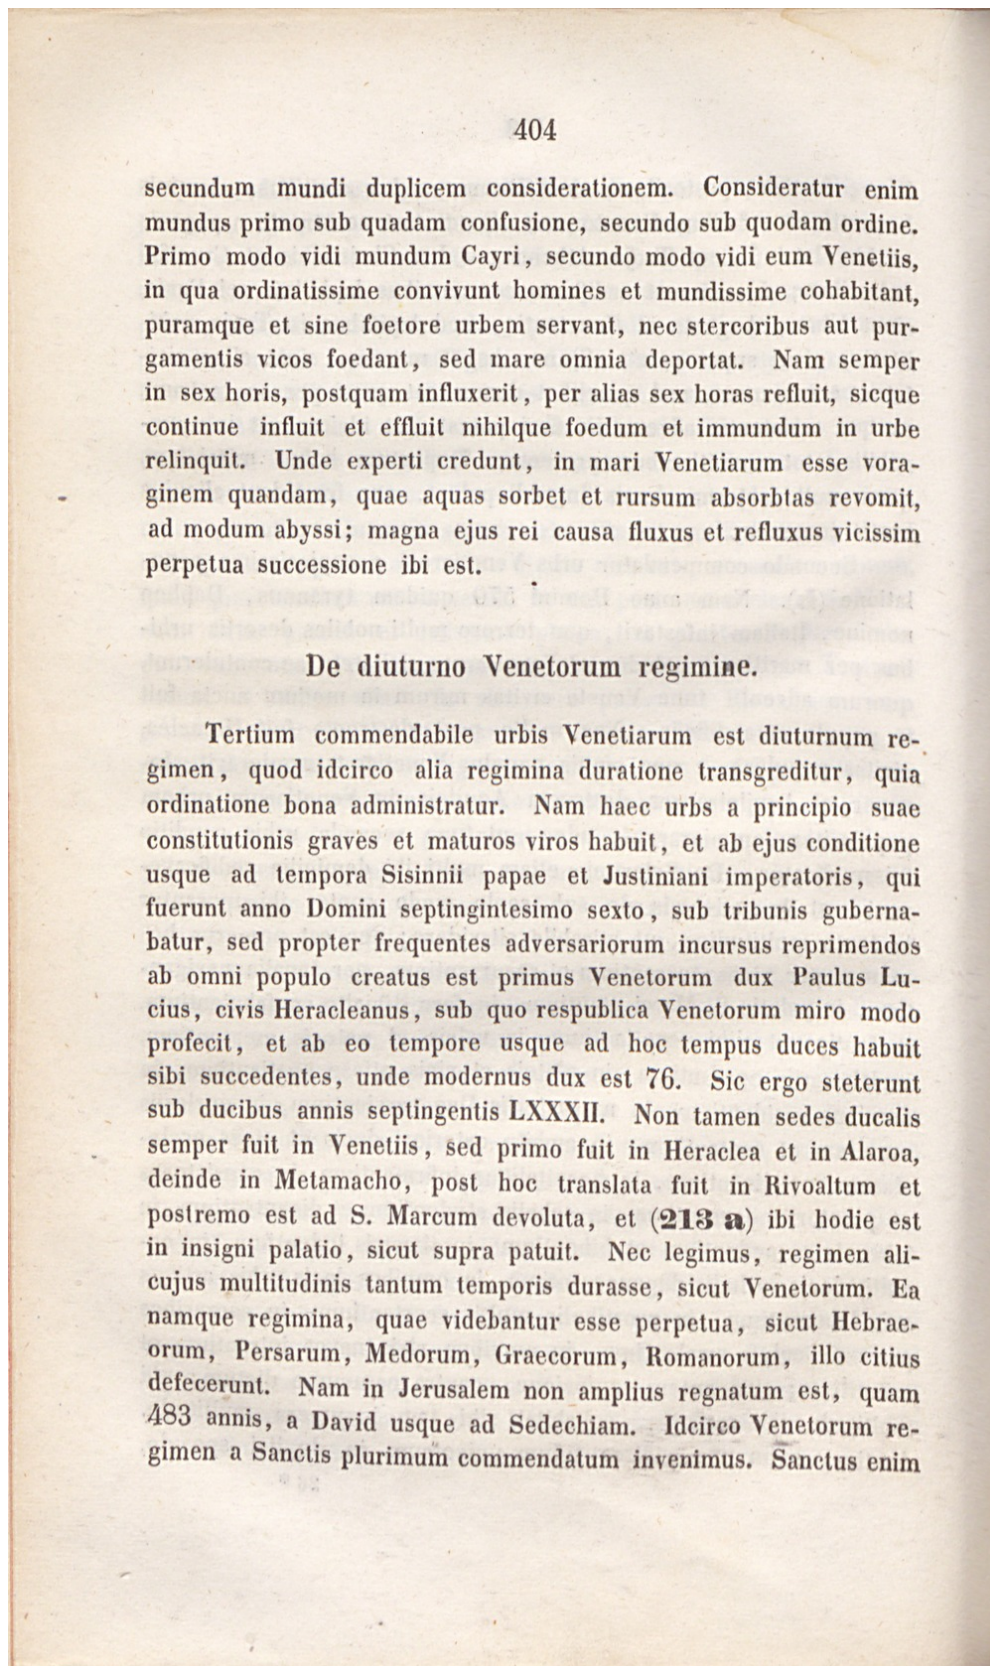 404
secundum mundi duplicem considerationem. Consideratur enim
mundus primo sub quadam confusione, secundo sub quodam ordine.
Primo modo vidi mundum Cayri, secundo modo vidi eum Venetiis,
in qua ordinatissime convivunt homines et mundissime cohabitant,
puramque et sine foetore urbem servant, nec stercoribus aut pur-
gamentis vicos foedant, sed mare omnia deportat. Nam semper
in sex horis, postquam influxerit, per alias sex horas refluit, sicque
continue influit et effluit nihilque foedum et immundum in urbe
relinquit. Unde experti credunt, in mari Venetiarum esse vora-
ginem quandam, quae aquas sorbet et rursum absorbtas revomit,
ad modum abyssi; magna ejus rei causa fluxus et refluxus vicissim
perpetua successione ibi est.
De diuturno Venetorum regimine.
Tertium commendabile urbis Venetiarum est diuturnum re-
gimen, quod idcirco alia regimina duratione transgreditur, quia
ordinatione bona administratur. Nam haec urbs a principio suae
constitutionis graves et maturos viros habuit, et ab ejus conditione
usque ad tempora Sisinnii papae et Justiniani imperatoris, qui
fuerunt anno Domini septingintesimo sexto, sub tribunis guberna-
batur, sed propter frequentes adversariorum incursus reprimendos
ab omni populo creatus est primus Venetorum dux Paulus Lu-
cius, civis Heracleanus, sub quo respublica Venetorum miro modo
profecit, et ab eo tempore usque ad hoc tempus duces habuit
sibi succedentes, unde modernus dux est 76. Sic ergo steterunt
sub ducibus annis septingentis LXXXII. Non tamen sedes ducalis
semper fuit in Venetiis, sed primo fuit in Heraclea et in Alaroa,
deinde in Metamacho, post hoc translata fuit in Rivoaltum et
postremo est ad S. Marcum devoluta, et (213 a) ibi hodie est
in insigni palatio, sicut supra patuit. Nec legimus, regimen ali-
cujus multitudinis tantum temporis durasse, sicut Venetorum. Ea
namque regimina, quae videbantur esse perpetua, sicut Hebrae-
orum, Persarum, Medorum, Graecorum, Romanorum, illo citius
defecerunt. Nam in Jerusalem non amplius regnatum est, quam
483 annis, a David usque ad Sedechiam. Idcirco Venetorum re-
gimen a Sanctis plurimum commendatum invenimus. Sanctus enim